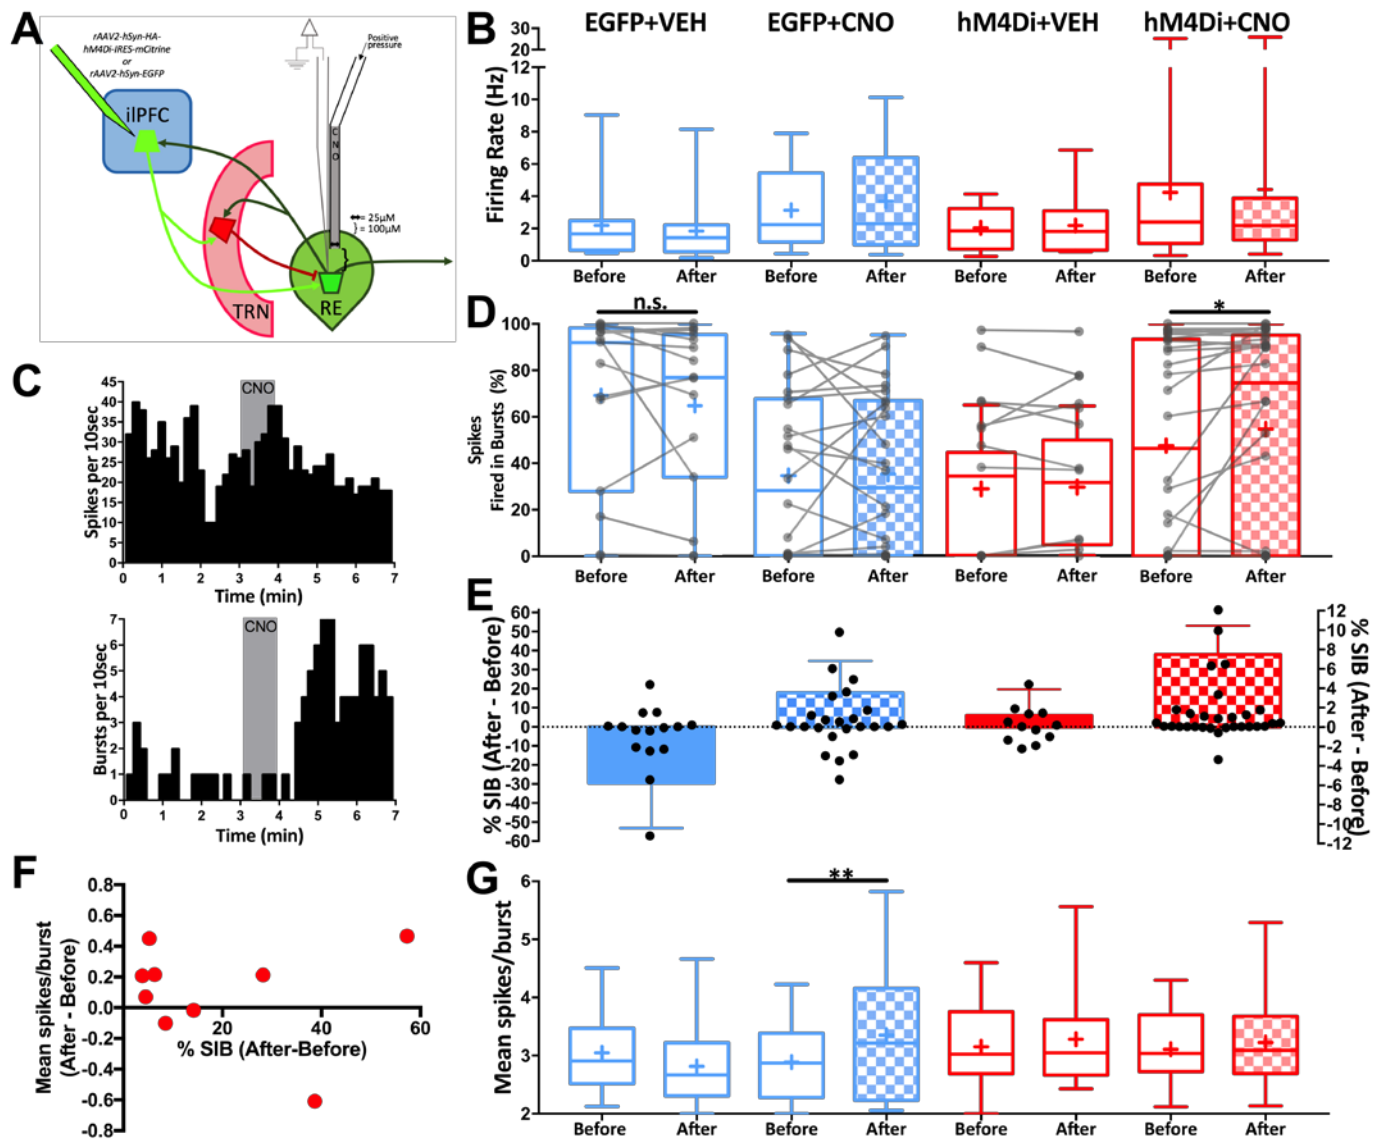 A
rAAV2-hSyn-HA-
hM4Di-IRES-mCitrine
or
rAAV2-hSyn-EGFP
Positive
pressure
ilPFC
CNO
= 25µM
} = 100µM
TRN
RE
B
EGFP+VEH EGFP+CNO hM4Di+VEH hM4Di+CNO
Firing Rate (Hz)
30
20
12
10
8
6
4
2
0
Before After Before After Before After Before After
C
Spikes per 10sec
45
40
35
30
25
20
15
10
5
0
CNO
0 1 2 3 4 5 6 7
Time (min)
Bursts per 10sec
7
6
5
4
3
2
1
0
CNO
0 1 2 3 4 5 6 7
Time (min)
D
n.s.
*
Spikes
Fired in Bursts (%)
100
80
60
40
20
0
Before After Before After Before After Before After
E
% SIB (After - Before)
60
50
40
30
20
10
0
-10
-20
-30
-40
-50
-60
12
10
8
6
4
2
0
-2
-4
-6
-8
-10
-12
% SIB (After - Before)
F
Mean spikes/burst
(After - Before)
0.8
0.6
0.4
0.2
0.0
-0.2
-0.4
-0.6
-0.8
20 40 60
% SIB (After-Before)
G
**
Mean spikes/burst
6
5
4
3
2
Before After Before After Before After Before After